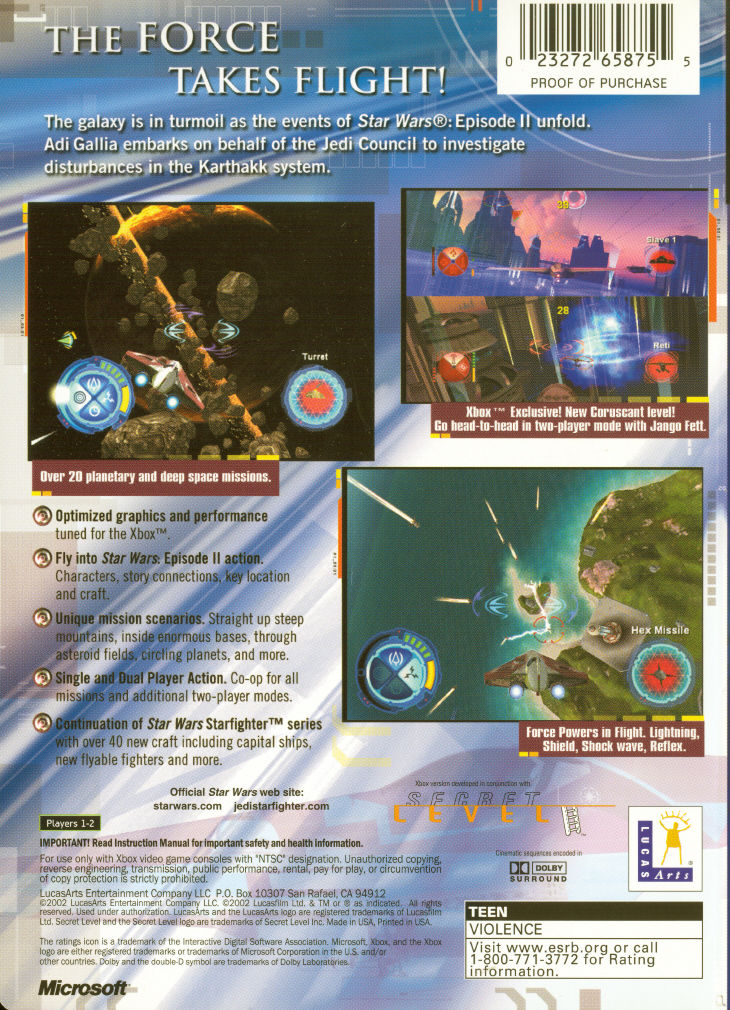 THE FORCE
TAKES FLIGHT!
0 23272 65875 5
PROOF OF PURCHASE
The galaxy is in turmoil as the events of Star Wars®: Episode II unfold.
Adi Gallia embarks on behalf of the Jedi Council to investigate
disturbances in the Karthakk system.
Turret
39
Slave 1
28
Reti
Xbox™ Exclusive! New Coruscant level!
Go head-to-head in two-player mode with Jango Fett.
Over 20 planetary and deep space missions.
Optimized graphics and performance
tuned for the Xbox™.
Fly into Star Wars: Episode II action.
Characters, story connections, key location
and craft.
Unique mission scenarios. Straight up steep
mountains, inside enormous bases, through
asteroid fields, circling planets, and more.
Single and Dual Player Action. Co-op for all
missions and additional two-player modes.
Continuation of Star Wars Starfighter™ series
with over 40 new craft including capital ships,
new flyable fighters and more.
Hex Missile
Force Powers in Flight. Lightning,
Shield, Shock wave, Reflex.
Official Star Wars web site:
starwars.com jedistarfighter.com
Xbox version developed in conjunction with
SECRET
LEVEL
Players 1-2
IMPORTANT! Read Instruction Manual for important safety and health information.
For use only with Xbox video game consoles with "NTSC" designation. Unauthorized copying,
reverse engineering, transmission, public performance, rental, pay for play, or circumvention
of copy protection is strictly prohibited.
Cinematic sequences encoded in
DOLBY
SURROUND
LUCAS
Arts
LucasArts Entertainment Company LLC P.O. Box 10307 San Rafael, CA 94912
©2002 LucasArts Entertainment Company LLC. ©2002 Lucasfilm Ltd. & TM or ® as indicated. All rights
reserved. Used under authorization. LucasArts and the LucasArts logo are registered trademarks of Lucasfilm
Ltd. Secret Level and the Secret Level logo are trademarks of Secret Level Inc. Made in USA, Printed in USA.
The ratings icon is a trademark of the Interactive Digital Software Association. Microsoft, Xbox, and the Xbox
logo are either registered trademarks or trademarks of Microsoft Corporation in the U.S. and/or
other countries. Dolby and the double-D symbol are trademarks of Dolby Laboratories.
TEEN
VIOLENCE
Visit www.esrb.org or call
1-800-771-3772 for Rating
information.
Microsoft